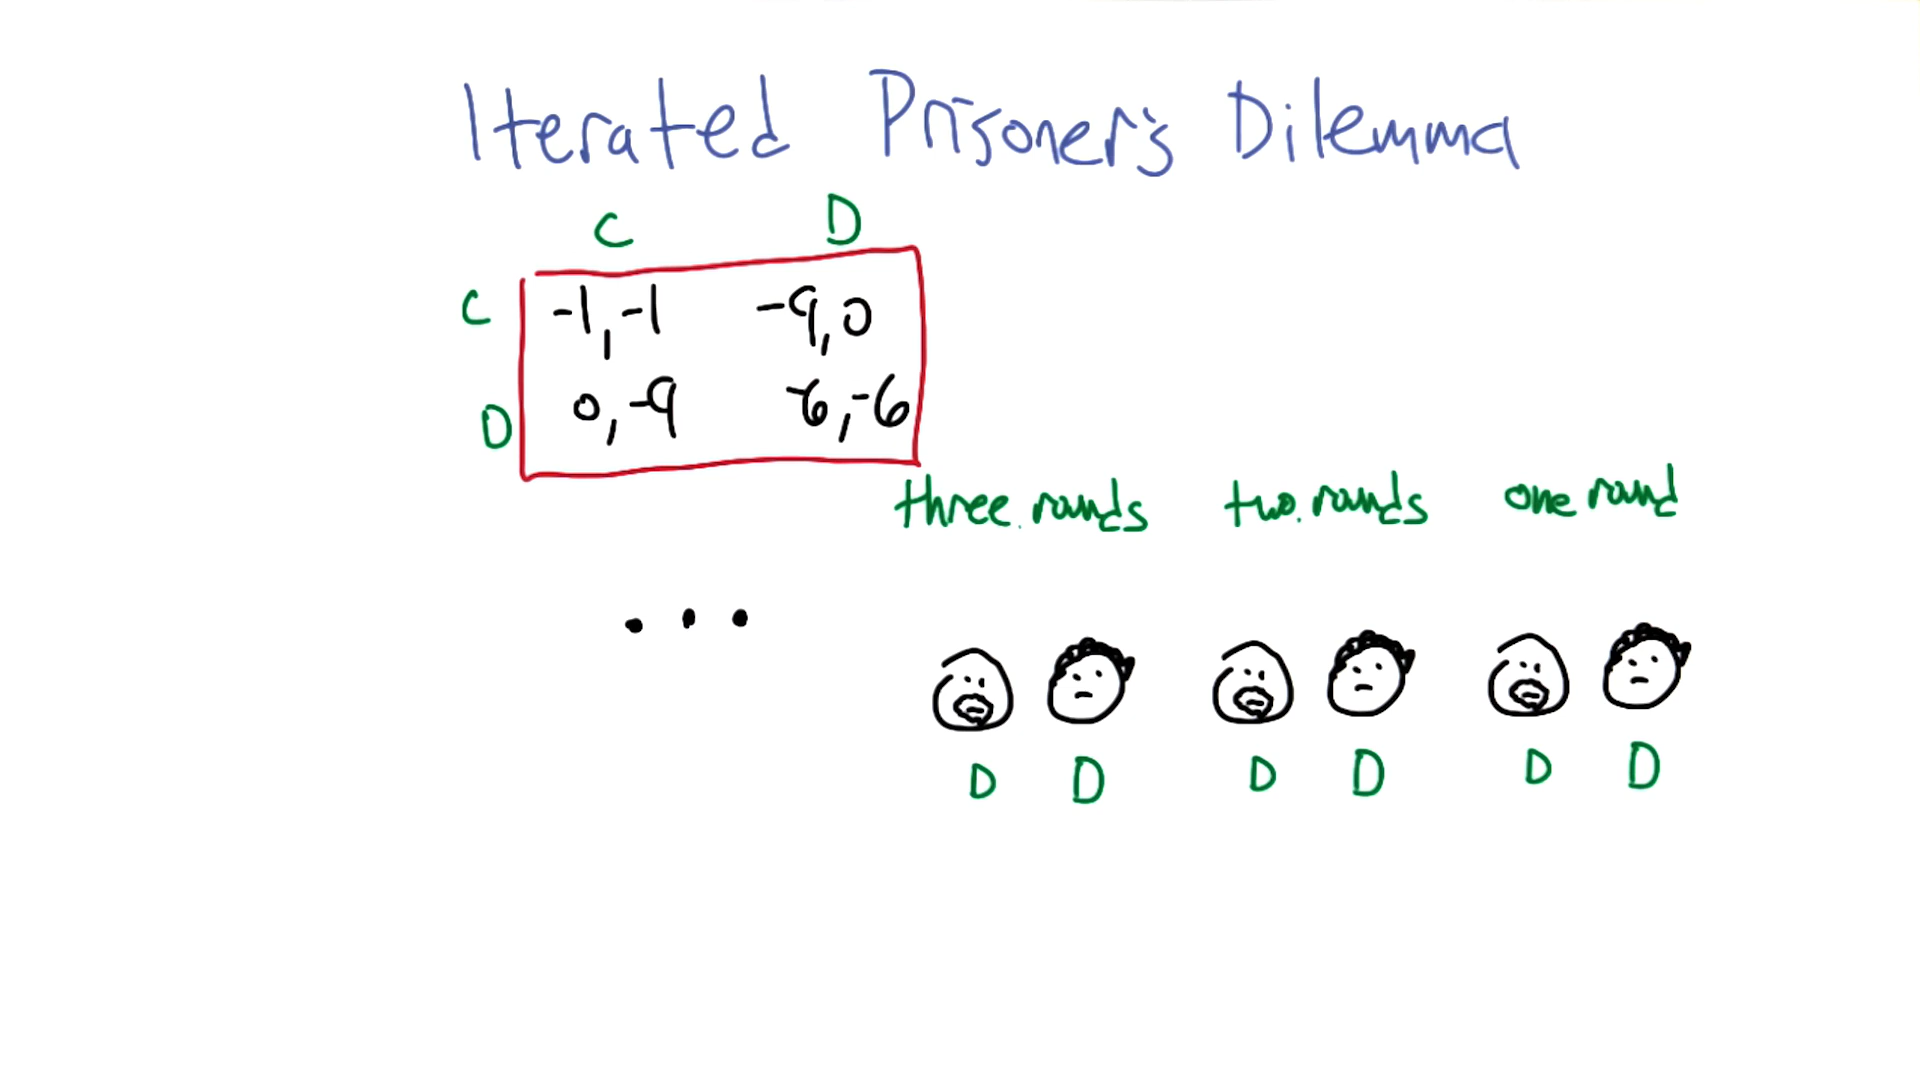 Iterated Prisoner's Dilemma
C D
C -1,-1 -9,0
D 0,-9 -6,-6
three rounds two rounds one round
...
D D D D D D